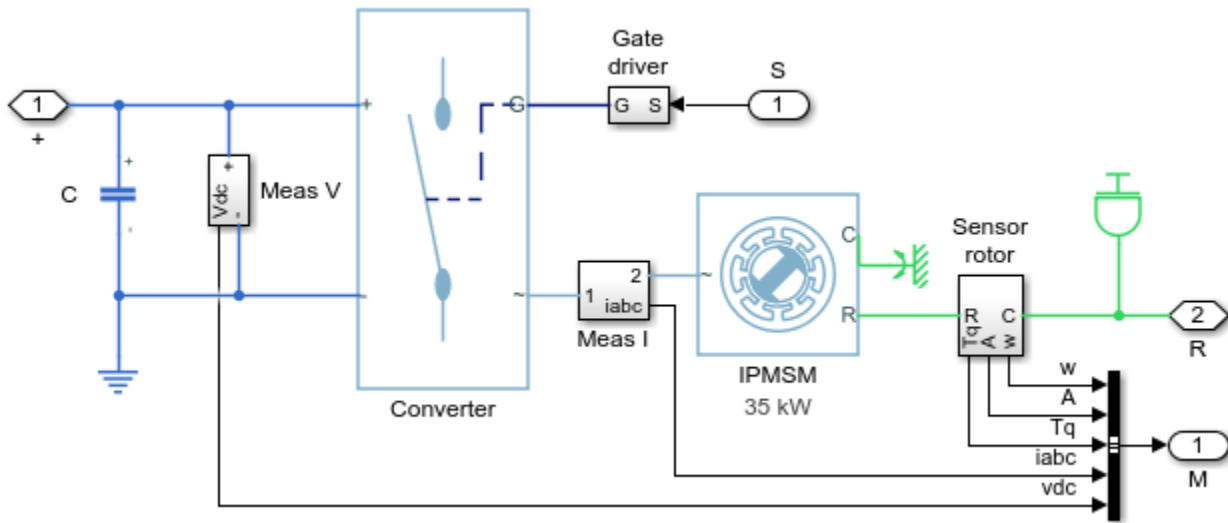 Gate
driver
S
1
+
G S
1
+
G
+
+
C
Vdc
-
Meas V
-
-
~
Converter
1
2
iabc
Meas I
~
C
R
IPMSM
35 kW
Sensor
rotor
R C
Tq A w
2
R
w
A
Tq
iabc
vdc
1
M